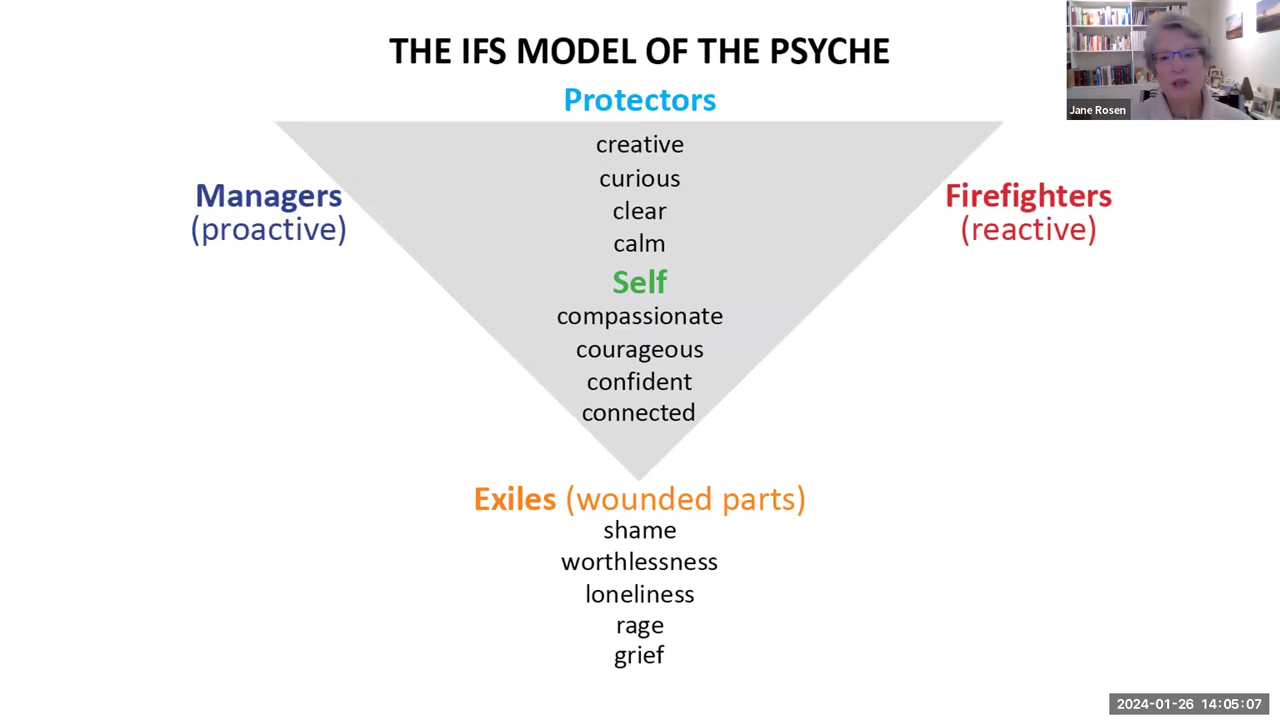 THE IFS MODEL OF THE PSYCHE
Protectors
Jane Rosen
creative
curious
clear
calm
Managers
(proactive)
Firefighters
(reactive)
Self
compassionate
courageous
confident
connected
Exiles (wounded parts)
shame
worthlessness
loneliness
rage
grief
2024-01-26 14:05:07